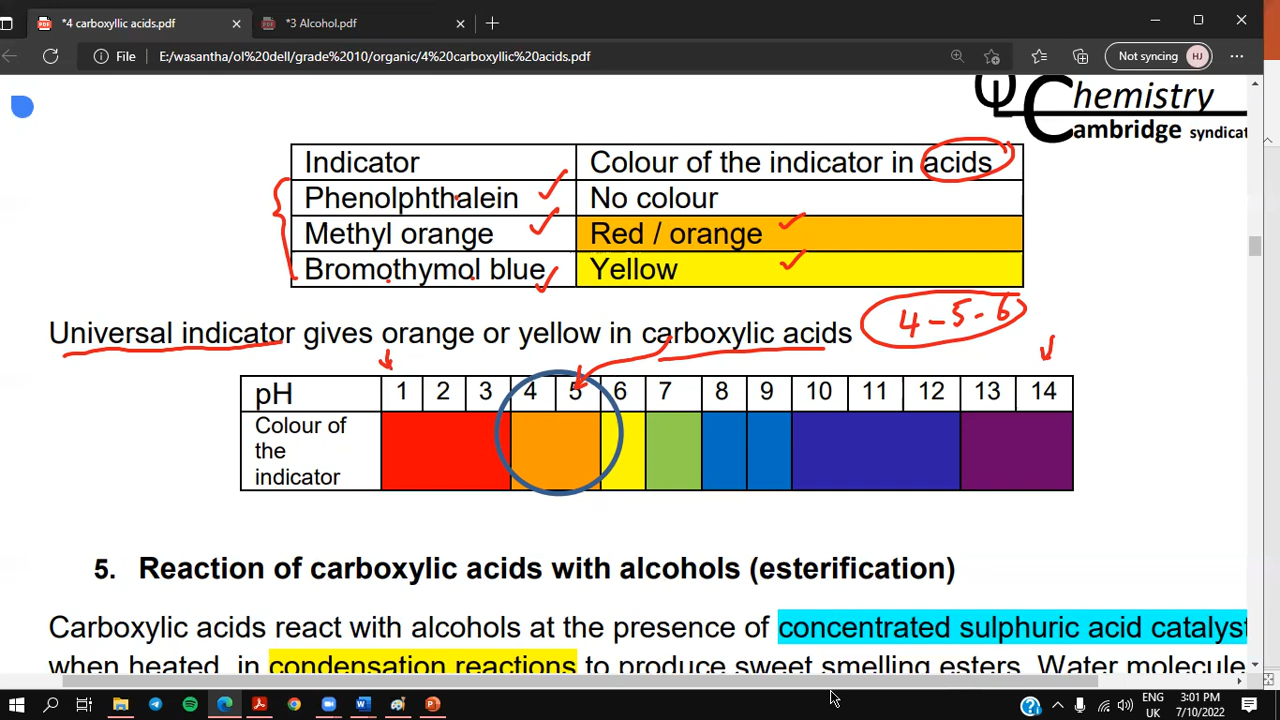 *4 carboxyllic acids.pdf
*3 Alcohol.pdf
File
E:/wasantha/ol%20dell/grade%2010/organic/4%20carboxyllic%20acids.pdf
Not syncing HJ
Chemistry
Cambridge syndicat
Indicator Colour of the indicator in acids
Phenolphthalein No colour
Methyl orange Red / orange
Bromothymol blue Yellow
4 - 5 - 6
Universal indicator gives orange or yellow in carboxylic acids
pH 1 2 3 4 5 6 7 8 9 10 11 12 13 14
Colour of
the
indicator
5. Reaction of carboxylic acids with alcohols (esterification)
Carboxylic acids react with alcohols at the presence of concentrated sulphuric acid catalyst
when heated, in condensation reactions to produce sweet smelling esters. Water molecule
ENG 3:01 PM
UK 7/10/2022